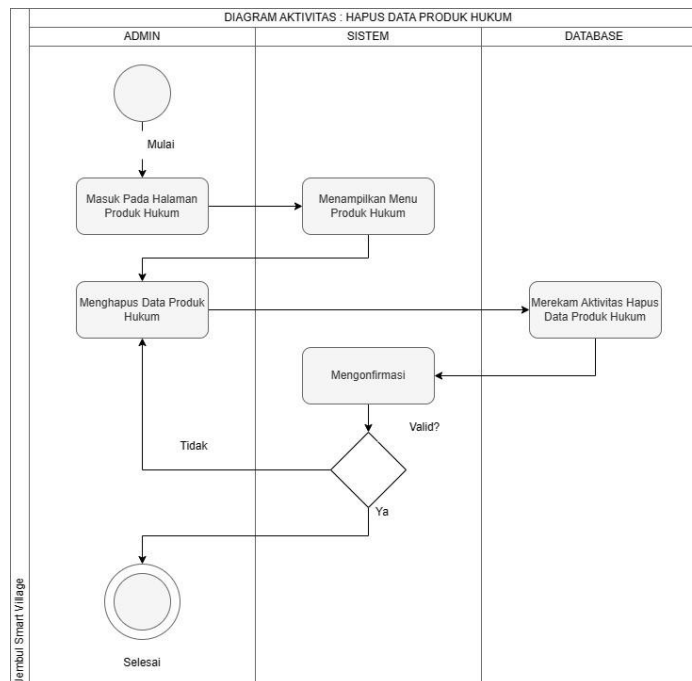 DIAGRAM AKTIVITAS : HAPUS DATA PRODUK HUKUM
ADMIN
SISTEM
DATABASE
Mulai
Masuk Pada Halaman
Produk Hukum
Menampilkan Menu
Produk Hukum
Menghapus Data Produk
Hukum
Merekam Aktivitas Hapus
Data Produk Hukum
Mengonfirmasi
Valid?
Tidak
Ya
Selesai
Jembul Smart Village